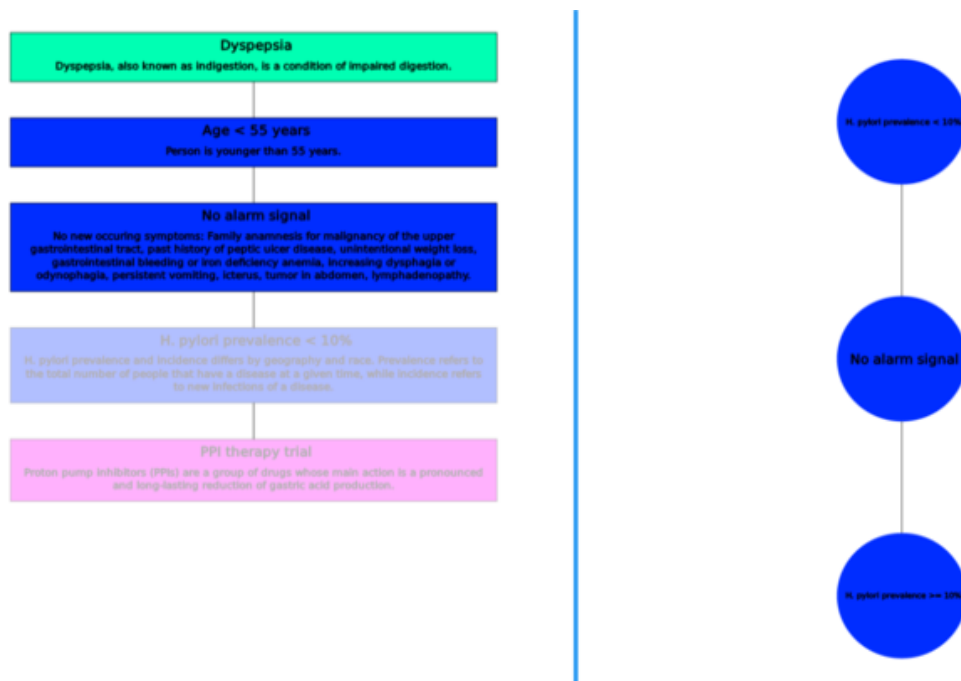 Dyspepsia
Dyspepsia, also known as indigestion, is a condition of impaired digestion.
Age < 55 years
Person is younger than 55 years.
No alarm signal
No new occuring symptoms: Family anamnesis for malignancy of the upper
gastrointestinal tract, past history of peptic ulcer disease, unintentional weight loss,
gastrointestinal bleeding or iron deficiency anemia, increasing dysphagia or
odynophagia, persistent vomiting, icterus, tumor in abdomen, lymphadenopathy.
H. pylori prevalence < 10%
H. pylori prevalence and incidence differs by geography and race. Prevalence refers to
the total number of people that have a disease at a given time, while incidence refers
to new infections of a disease.
PPI therapy trial
Proton pump inhibitors (PPIs) are a group of drugs whose main action is a pronounced
and long-lasting reduction of gastric acid production.
H. pylori prevalence < 10%
No alarm signal
H. pylori prevalence >= 10%